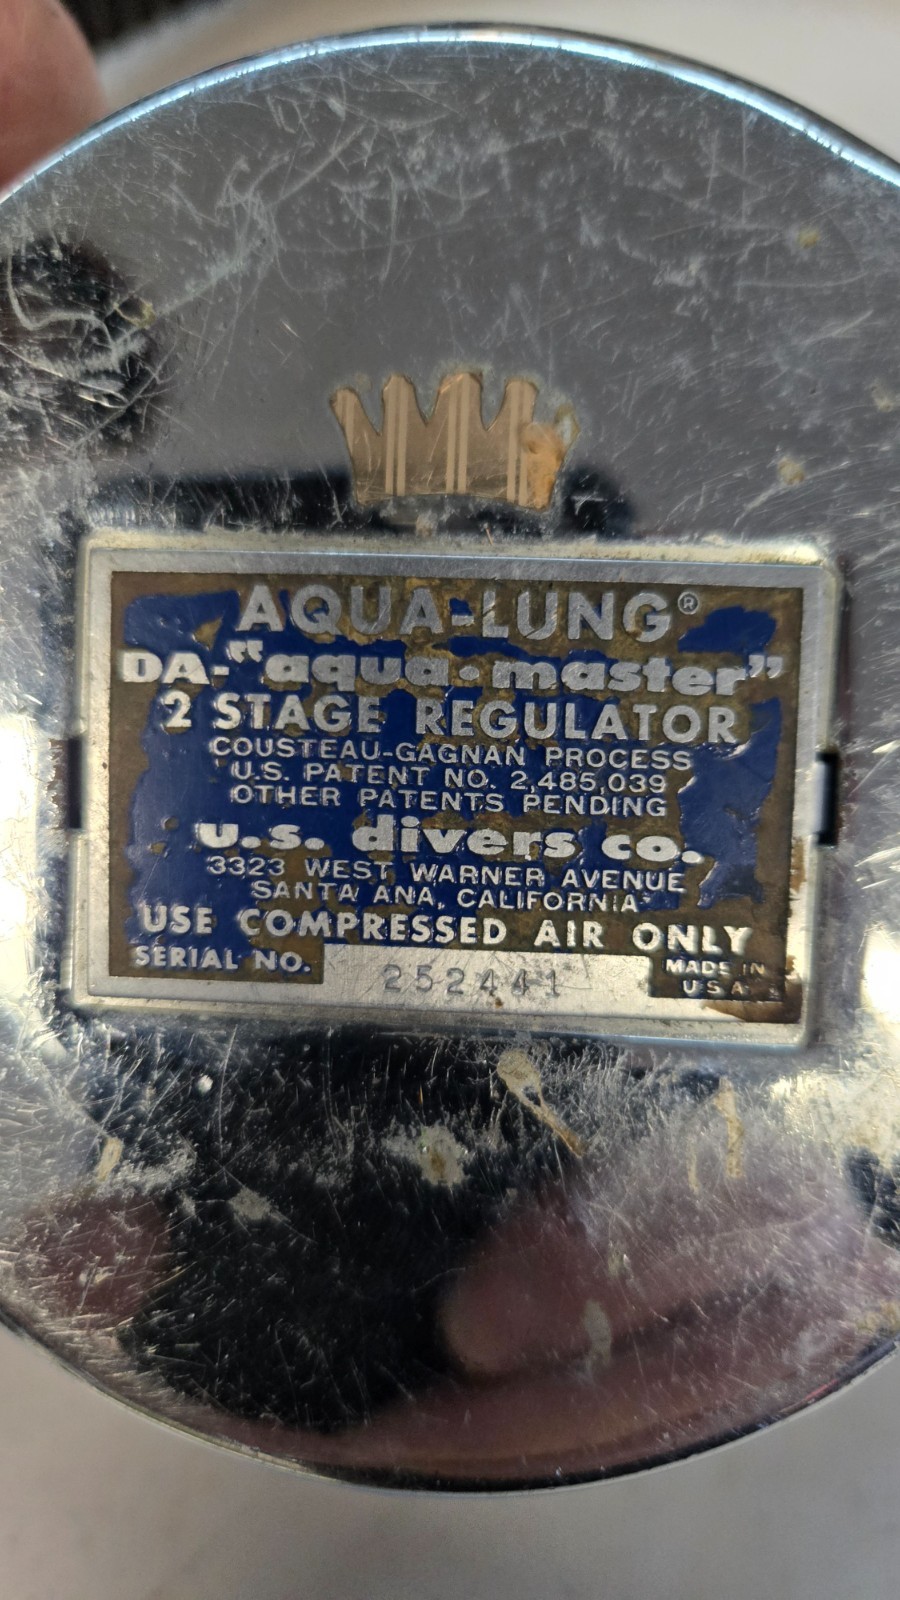 AQUA-LUNG®
DA-"aqua•master"
2 STAGE REGULATOR
COUSTEAU-GAGNAN PROCESS
U.S. PATENT NO. 2,485,039
OTHER PATENTS PENDING
u.s. divers co.
3323 WEST WARNER AVENUE
SANTA ANA, CALIFORNIA
USE COMPRESSED AIR ONLY
SERIAL NO. 252441 MADE IN
U S A